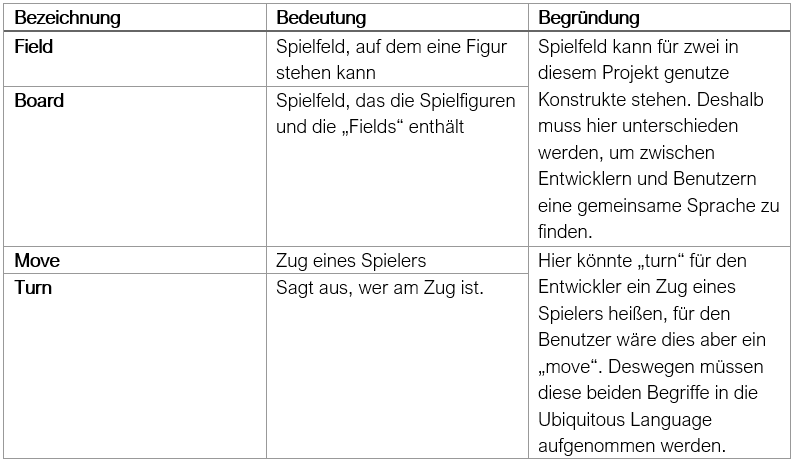 Bezeichnung Bedeutung Begründung
Field Spielfeld, auf dem eine Figur
stehen kann
Spielfeld kann für zwei in
diesem Projekt genutze
Konstrukte stehen. Deshalb
muss hier unterschieden
werden, um zwischen
Entwicklern und Benutzern
eine gemeinsame Sprache zu
finden.
Board Spielfeld, das die Spielfiguren
und die „Fields“ enthält
Move Zug eines Spielers
Hier könnte „turn“ für den
Entwickler ein Zug eines
Spielers heißen, für den
Benutzer wäre dies aber ein
„move“. Deswegen müssen
diese beiden Begriffe in die
Ubiquitous Language
aufgenommen werden.
Turn Sagt aus, wer am Zug ist.